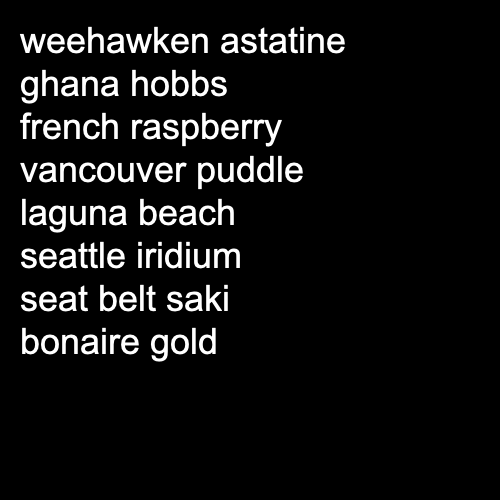 weehawken astatine
ghana hobbs
french raspberry
vancouver puddle
laguna beach
seattle iridium
seat belt saki
bonaire gold